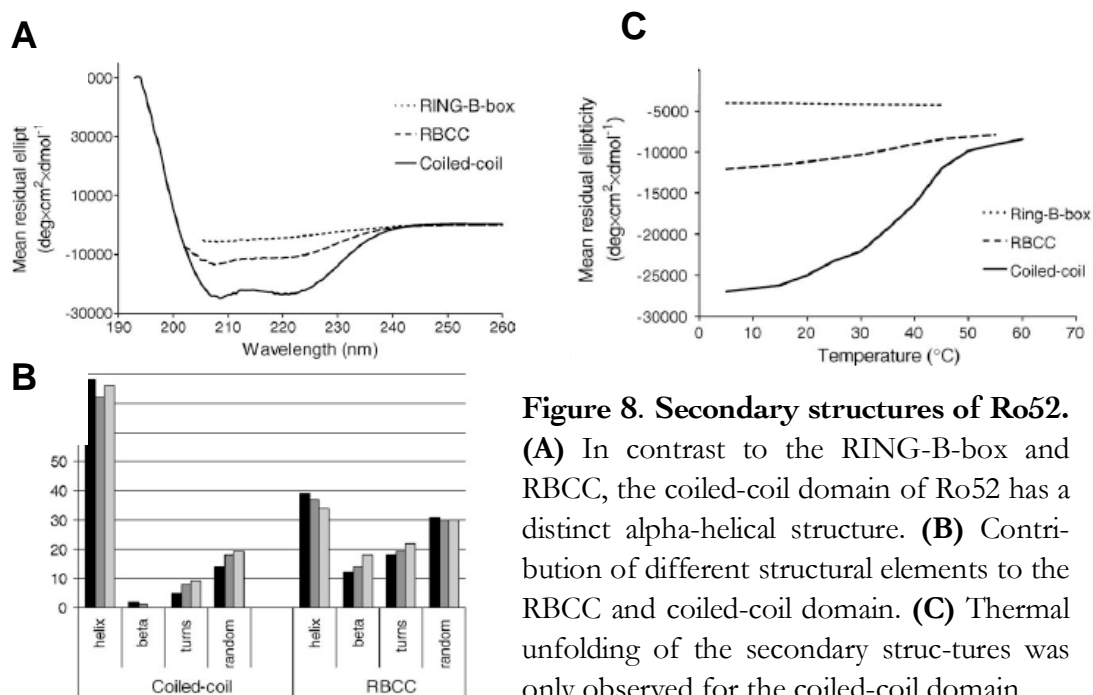 A
000
30000
0
-10000
-30000
190 200 210 220 230 240 250 260
Wavelength (nm)
Mean residual ellipt
(deg×cm²×dmol⁻¹)
RING-B-box
RBCC
Coiled-coil
C
-5000
-10000
-15000
-20000
-25000
-30000
0 10 20 30 40 50 60 70
Temperature (°C)
Mean residual ellipticity
(deg×cm²×dmol⁻¹)
Ring-B-box
RBCC
Coiled-coil
B
50
40
30
20
10
0
helix beta turns random helix beta turns random
Coiled-coil RBCC
Figure 8. Secondary structures of Ro52.
(A) In contrast to the RING-B-box and
RBCC, the coiled-coil domain of Ro52 has a
distinct alpha-helical structure. (B) Contri-
bution of different structural elements to the
RBCC and coiled-coil domain. (C) Thermal
unfolding of the secondary struc-tures was
only observed for the coiled-coil domain